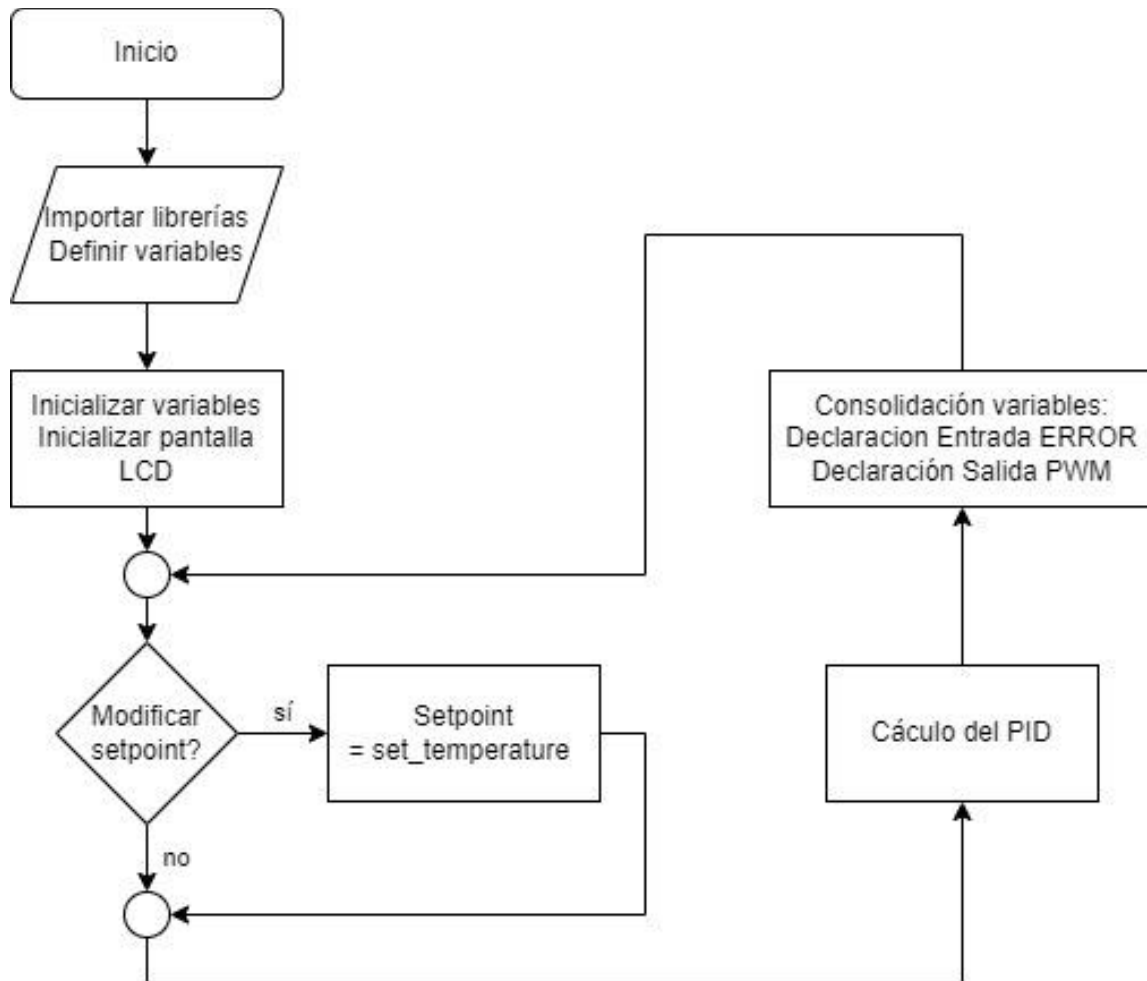 Inicio
Importar librerías
Definir variables
Inicializar variables
Inicializar pantalla
LCD
Consolidación variables:
Declaracion Entrada ERROR
Declaración Salida PWM
Modificar
setpoint?
sí
Setpoint
= set_temperature
Cáculo del PID
no